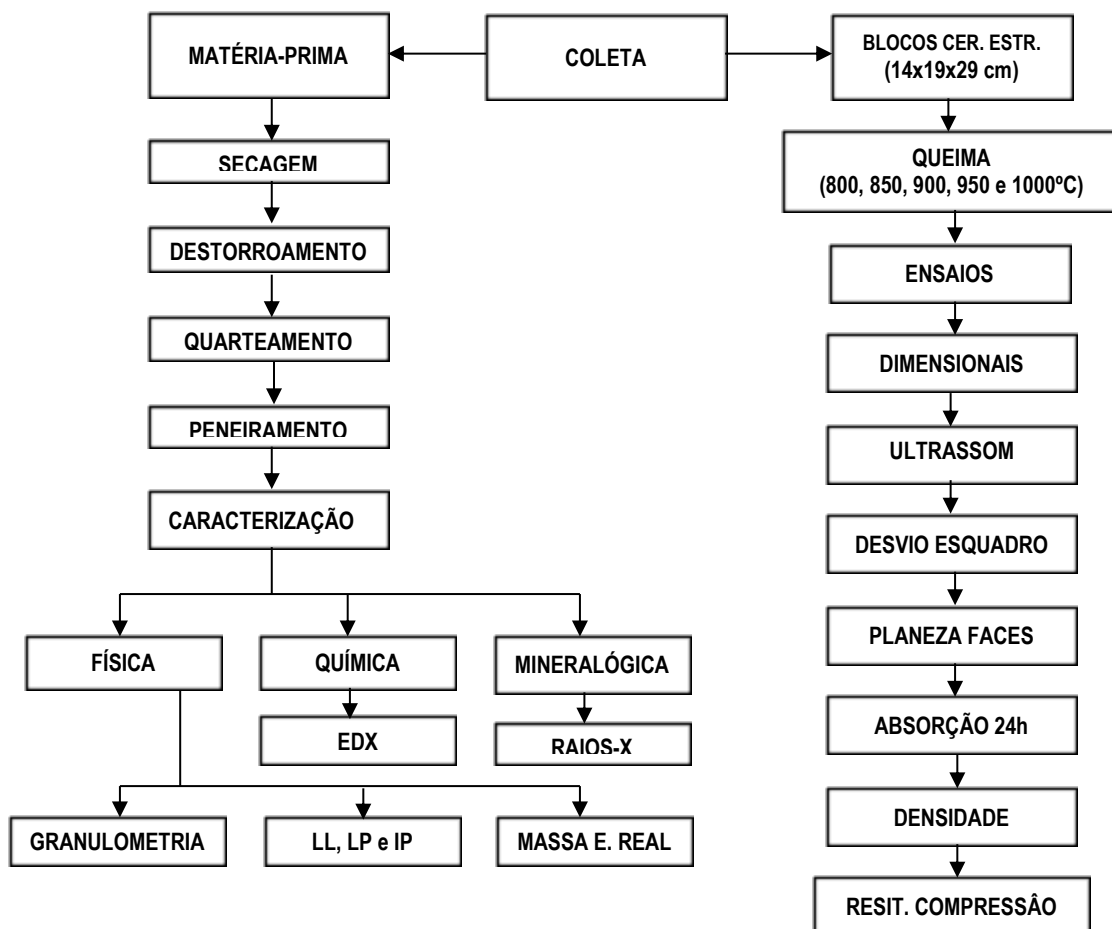 MATÉRIA-PRIMA
COLETA
BLOCOS CER. ESTR.
(14x19x29 cm)
SECAGEM
QUEIMA
(800, 850, 900, 950 e 1000ºC)
DESTORROAMENTO
ENSAIOS
QUARTEAMENTO
DIMENSIONAIS
PENEIRAMENTO
ULTRASSOM
CARACTERIZAÇÃO
DESVIO ESQUADRO
FÍSICA
QUÍMICA
MINERALÓGICA
PLANEZA FACES
EDX
RAIOS-X
ABSORÇÃO 24h
GRANULOMETRIA
LL, LP e IP
MASSA E. REAL
DENSIDADE
RESIT. COMPRESSÂO